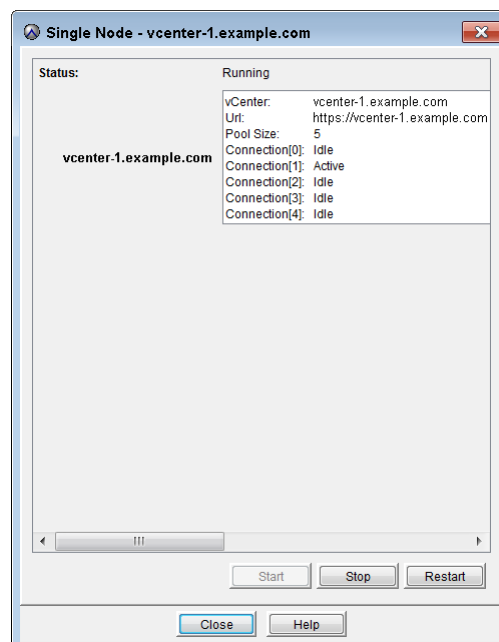 Single Node - vcenter-1.example.com
Status: Running
vcenter-1.example.com
vCenter: vcenter-1.example.com
Url: https://vcenter-1.example.com
Pool Size: 5
Connection[0]: Idle
Connection[1]: Active
Connection[2]: Idle
Connection[3]: Idle
Connection[4]: Idle
Start Stop Restart
Close Help